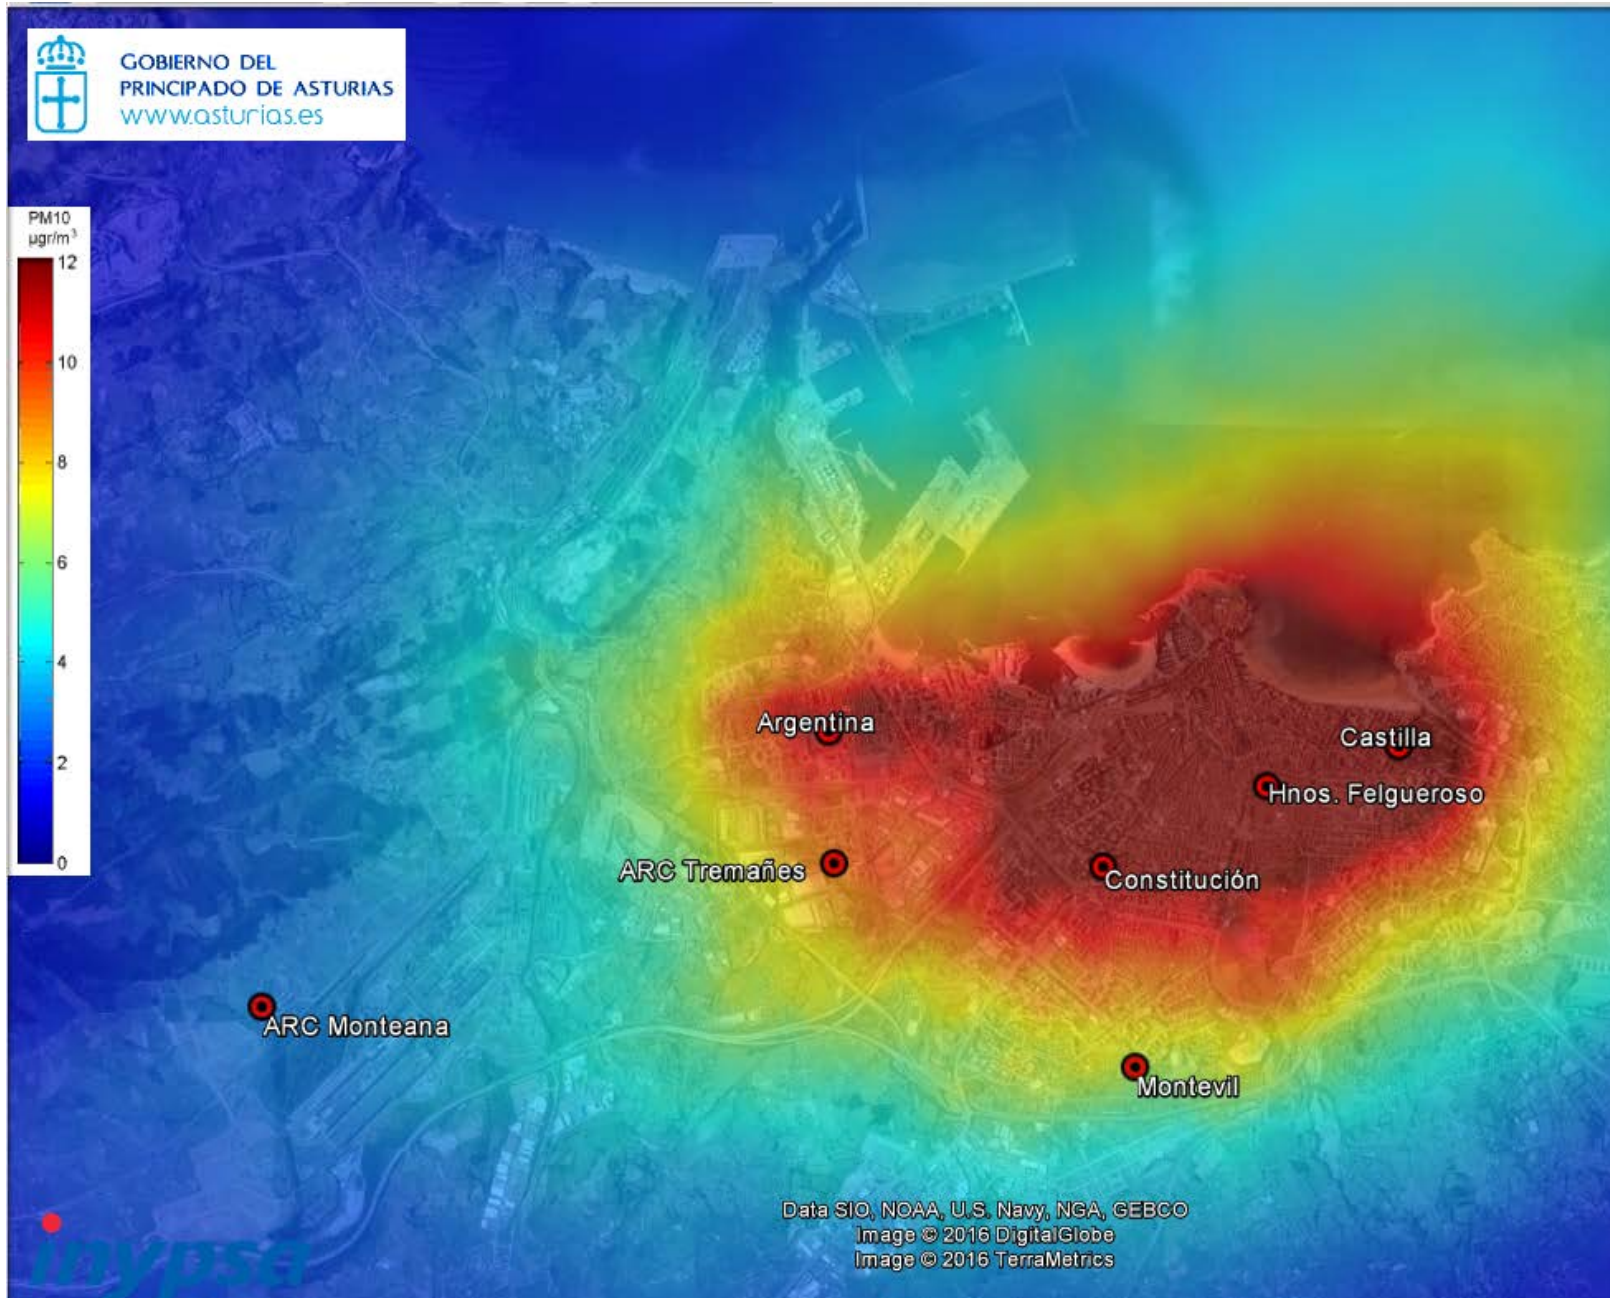 GOBIERNO DEL
PRINCIPADO DE ASTURIAS
www.asturias.es
PM10
µgr/m³
12
10
8
6
4
2
0
Argentina
Castilla
Hnos. Felgueroso
ARC Tremañes
Constitución
ARC Monteana
Montevil
Data SIO, NOAA, U.S. Navy, NGA, GEBCO
Image © 2016 DigitalGlobe
Image © 2016 TerraMetrics
inypsa